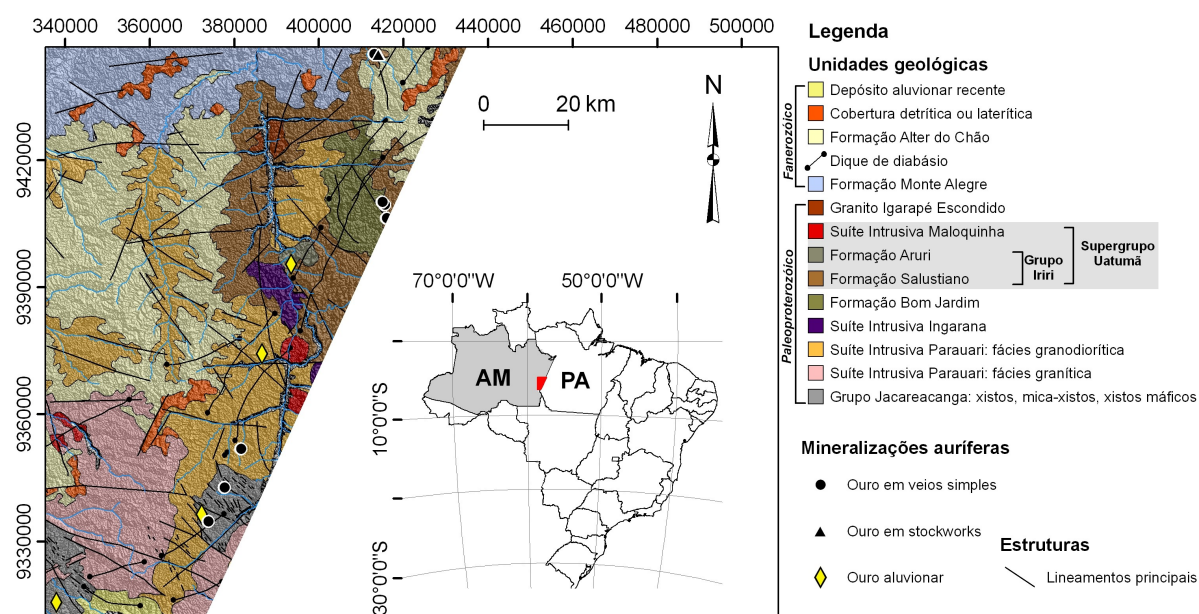 340000 360000 380000 400000 420000 440000 460000 480000 500000
9420000
9390000
9360000
9330000
0 20 km
N
70°0'0"W 50°0'0"W
10°0'0"S
30°0'0"S
AM PA
Legenda
Unidades geológicas
Fanerozóico
Depósito aluvionar recente
Cobertura detrítica ou laterítica
Formação Alter do Chão
Dique de diabásio
Formação Monte Alegre
Paleoproterozóico
Granito Igarapé Escondido
Suíte Intrusiva Maloquinha
Formação Aruri
Formação Salustiano
Grupo
Iriri
Supergrupo
Uatumã
Formação Bom Jardim
Suíte Intrusiva Ingarana
Suíte Intrusiva Parauari: fácies granodiorítica
Suíte Intrusiva Parauari: fácies granítica
Grupo Jacareacanga: xistos, mica-xistos, xistos máficos
Mineralizações auríferas
Ouro em veios simples
Ouro em stockworks
Ouro aluvionar
Estruturas
Lineamentos principais